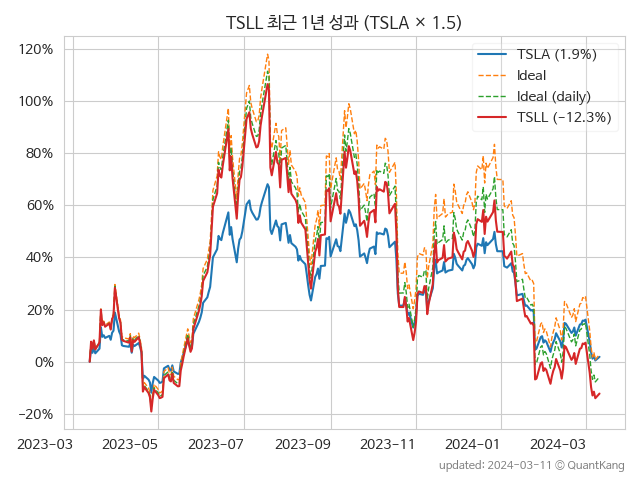 TSLL 최근 1년 성과 (TSLA × 1.5)
120%
100%
80%
60%
40%
20%
0%
−20%
TSLA (1.9%)
Ideal
Ideal (daily)
TSLL (−12.3%)
2023-03
2023-05
2023-07
2023-09
2023-11
2024-01
2024-03
updated: 2024-03-11 ⓒ QuantKang